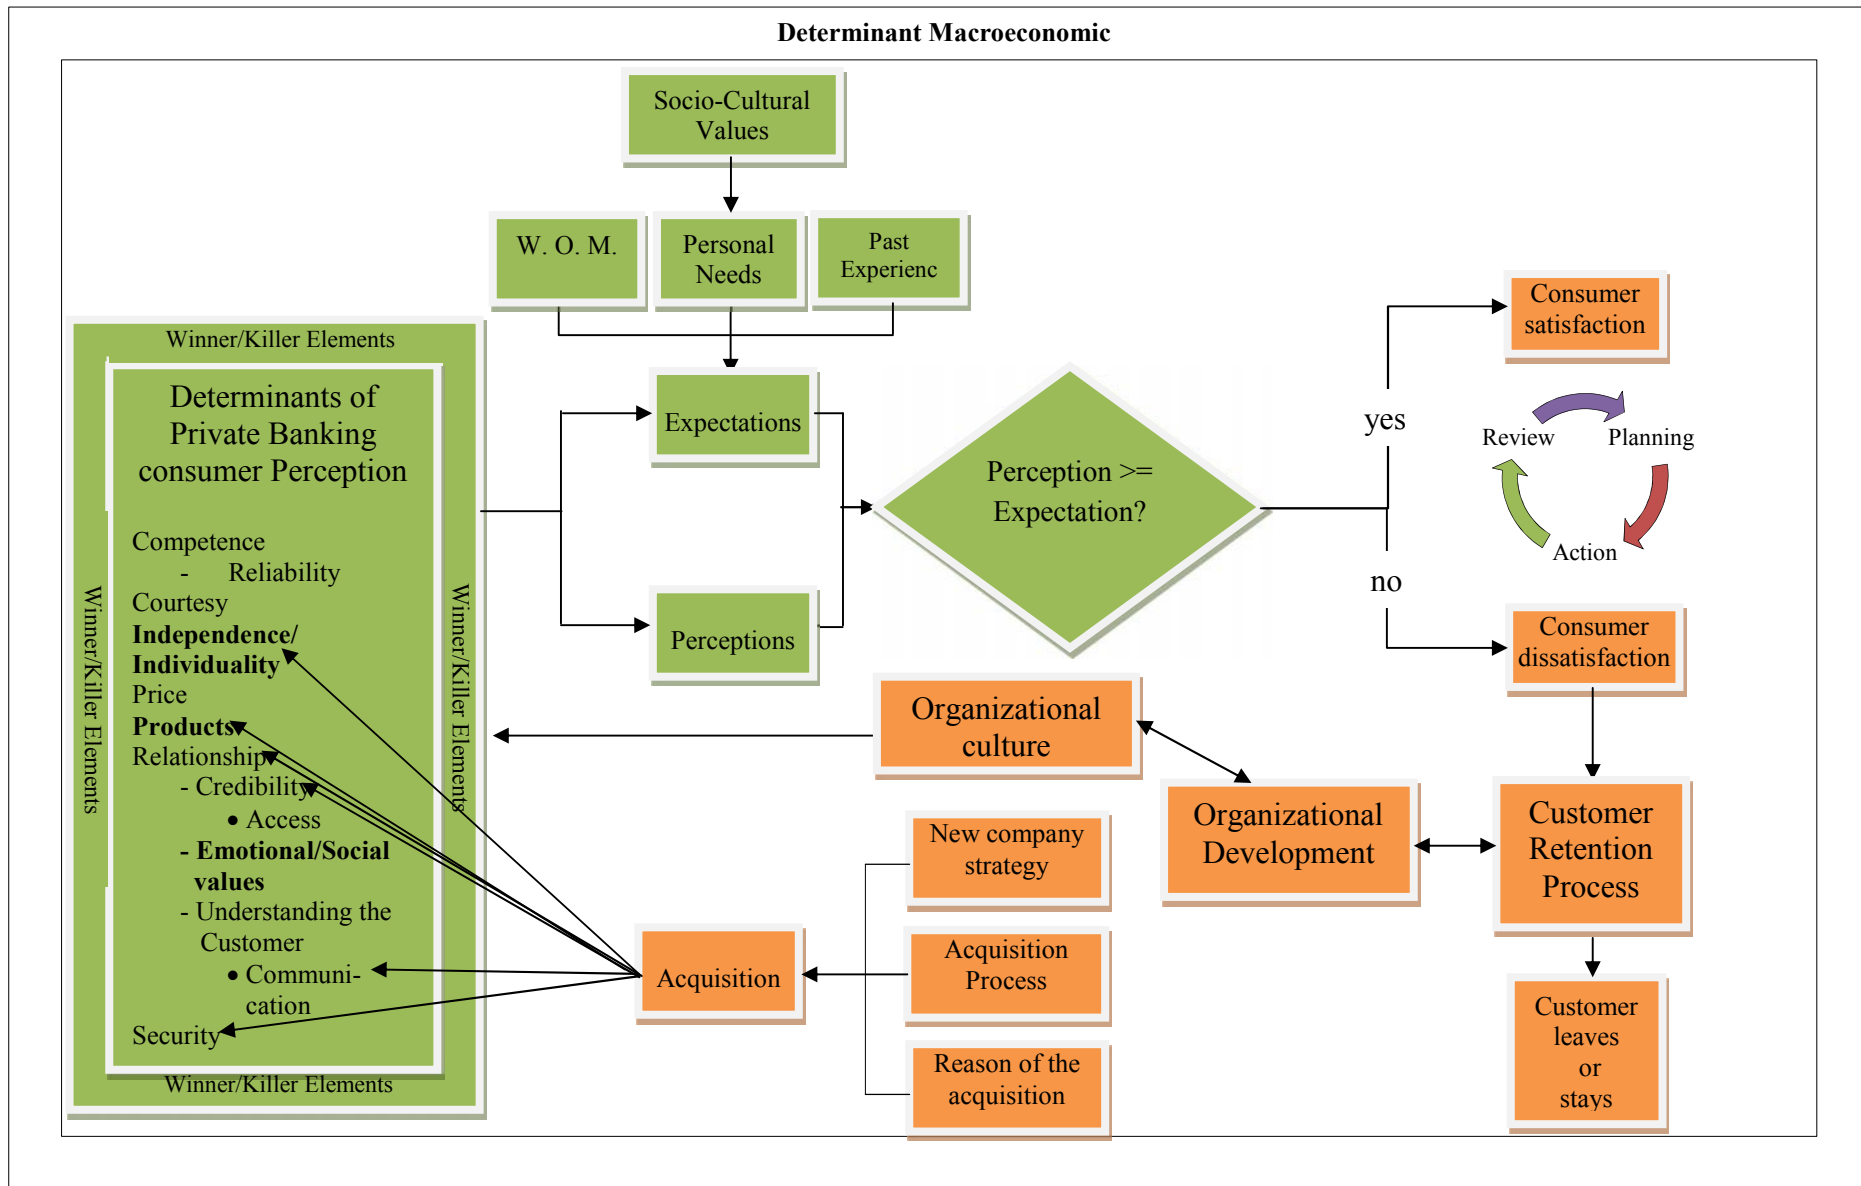 Determinant Macroeconomic
Socio-Cultural
Values
W. O. M.
Personal
Needs
Past
Experienc
Winner/Killer Elements
Winner/Killer Elements
Winner/Killer Elements
Winner/Killer Elements
Determinants of
Private Banking
consumer Perception
Competence
- Reliability
Courtesy
Independence/
Individuality
Price
Products
Relationship
- Credibility
• Access
- Emotional/Social
values
- Understanding the
Customer
• Communi-
cation
Security
Expectations
Perceptions
Perception >=
Expectation?
yes
no
Consumer
satisfaction
Review
Planning
Action
Consumer
dissatisfaction
Organizational
culture
Organizational
Development
Customer
Retention
Process
New company
strategy
Acquisition
Process
Reason of the
acquisition
Acquisition
Customer
leaves
or
stays